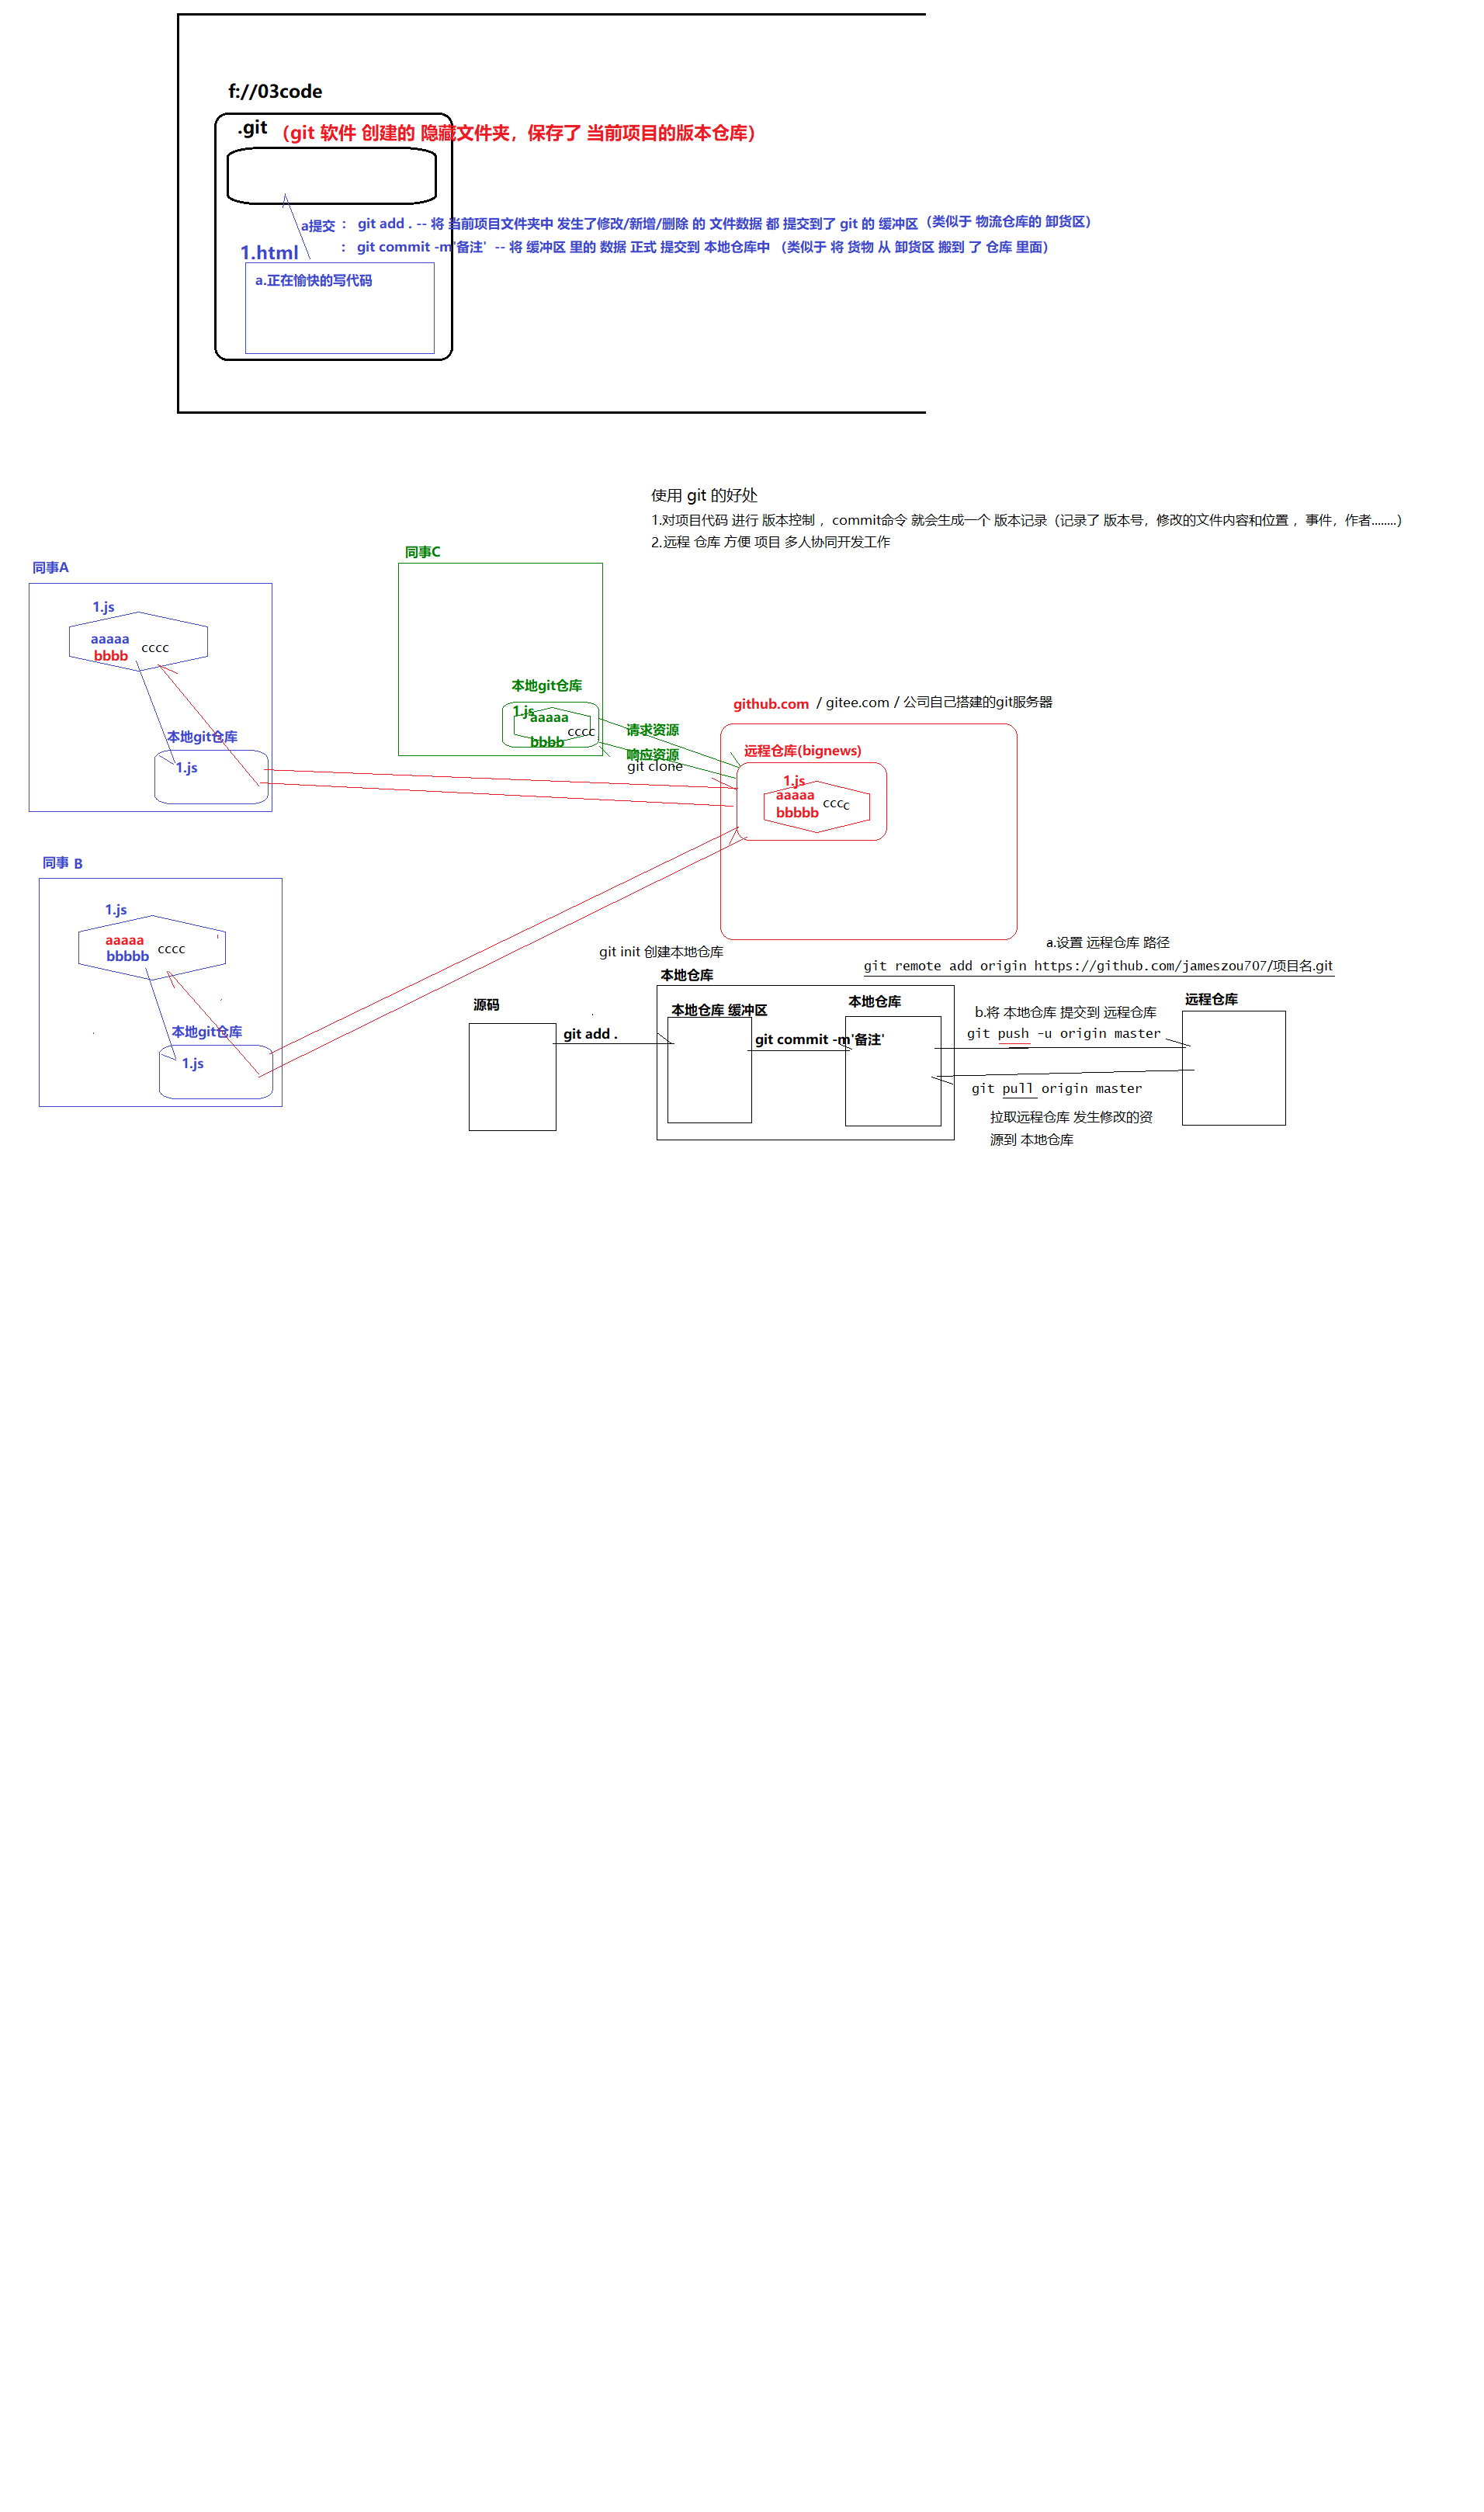 f://03code
.git
（git 软件 创建的 隐藏文件夹，保存了 当前项目的版本仓库）
a提交 ： git add . -- 将 当前项目文件夹中 发生了修改/新增/删除 的 文件数据 都 提交到了 git 的 缓冲区（类似于 物流仓库的 卸货区）
： git commit -m'备注' -- 将 缓冲区 里的 数据 正式 提交到 本地仓库中 （类似于 将 货物 从 卸货区 搬到 了 仓库 里面）
1.html
a.正在愉快的写代码
使用 git 的好处
1.对项目代码 进行 版本控制 ，commit命令 就会生成一个 版本记录（记录了 版本号，修改的文件内容和位置 ，事件，作者........）
2.远程 仓库 方便 项目 多人协同开发工作
同事A
1.js
aaaaa
bbbb
cccc
本地git仓库
1.js
同事C
本地git仓库
1.js
aaaaa
cccc
bbbb
请求资源
响应资源
git clone
github.com / gitee.com / 公司自己搭建的git服务器
远程仓库(bignews)
1.js
aaaaa
cccc
bbbbb
同事 B
1.js
aaaaa
bbbbb
cccc
本地git仓库
1.js
git init 创建本地仓库
a.设置 远程仓库 路径
git remote add origin https://github.com/jameszou707/项目名.git
源码
git add .
本地仓库
本地仓库 缓冲区
git commit -m'备注'
本地仓库
b.将 本地仓库 提交到 远程仓库
git push -u origin master
git pull origin master
拉取远程仓库 发生修改的资
源到 本地仓库
远程仓库